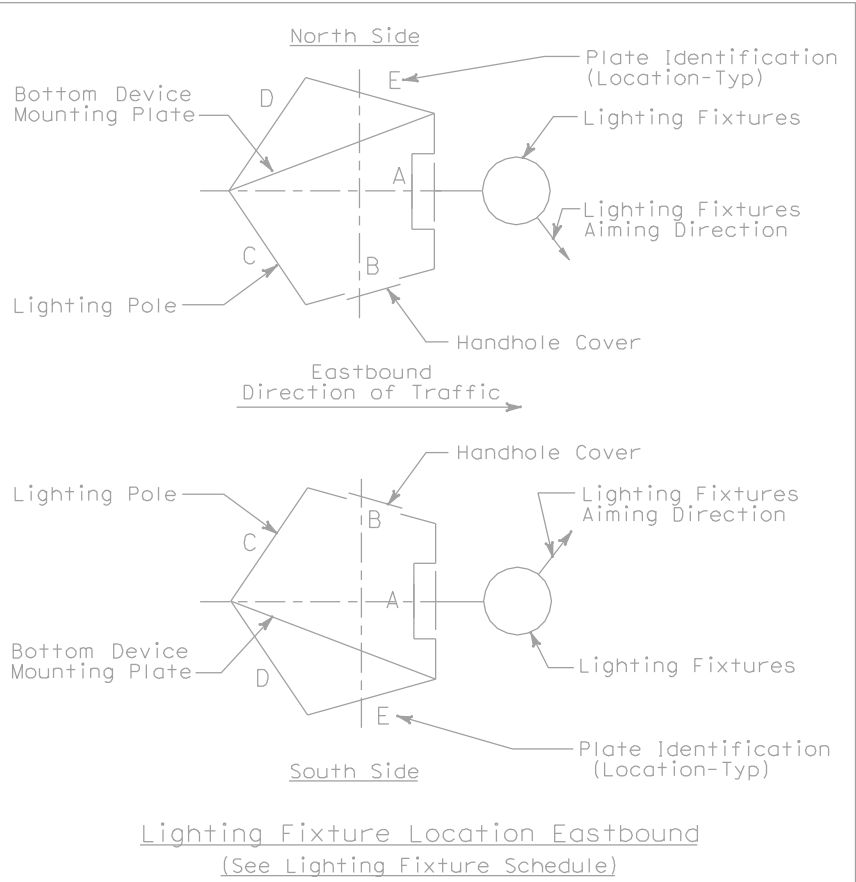 North Side
Plate Identification
(Location-Typ)
D
E
Bottom Device
Mounting Plate
Lighting Fixtures
A
Lighting Fixtures
Aiming Direction
C
B
Lighting Pole
Handhole Cover
Eastbound
Direction of Traffic
Handhole Cover
Lighting Pole
Lighting Fixtures
Aiming Direction
B
C
A
Bottom Device
Mounting Plate
Lighting Fixtures
D
E
Plate Identification
(Location-Typ)
South Side
Lighting Fixture Location Eastbound
(See Lighting Fixture Schedule)